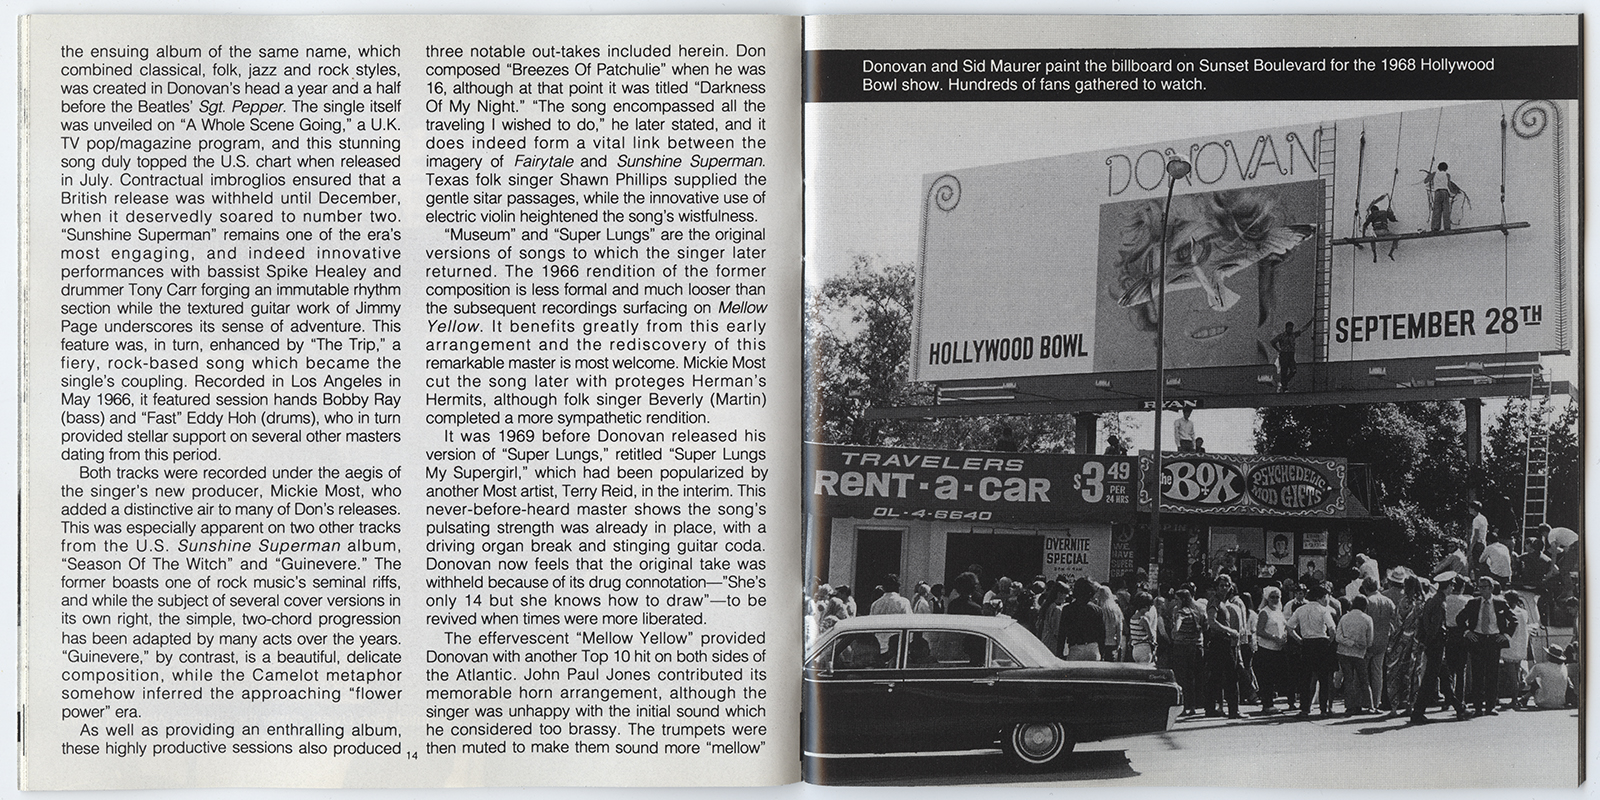 the ensuing album of the same name, which
combined classical, folk, jazz and rock styles,
was created in Donovan's head a year and a half
before the Beatles' Sgt. Pepper. The single itself
was unveiled on “A Whole Scene Going,” a U.K.
TV pop/magazine program, and this stunning
song duly topped the U.S. chart when released
in July. Contractual imbroglios ensured that a
British release was withheld until December,
when it deservedly soared to number two.
“Sunshine Superman” remains one of the era's
most engaging, and indeed innovative
performances with bassist Spike Healey and
drummer Tony Carr forging an immutable rhythm
section while the textured guitar work of Jimmy
Page underscores its sense of adventure. This
feature was, in turn, enhanced by “The Trip,” a
fiery, rock-based song which became the
single's coupling. Recorded in Los Angeles in
May 1966, it featured session hands Bobby Ray
(bass) and “Fast” Eddy Hoh (drums), who in turn
provided stellar support on several other masters
dating from this period.
Both tracks were recorded under the aegis of
the singer's new producer, Mickie Most, who
added a distinctive air to many of Don's releases.
This was especially apparent on two other tracks
from the U.S. Sunshine Superman album,
“Season Of The Witch” and “Guinevere.” The
former boasts one of rock music's seminal riffs,
and while the subject of several cover versions in
its own right, the simple, two-chord progression
has been adapted by many acts over the years.
“Guinevere,” by contrast, is a beautiful, delicate
composition, while the Camelot metaphor
somehow inferred the approaching “flower
power” era.
As well as providing an enthralling album,
these highly productive sessions also produced
14
three notable out-takes included herein. Don
composed “Breezes Of Patchulie” when he was
16, although at that point it was titled “Darkness
Of My Night.” “The song encompassed all the
traveling I wished to do,” he later stated, and it
does indeed form a vital link between the
imagery of Fairytale and Sunshine Superman.
Texas folk singer Shawn Phillips supplied the
gentle sitar passages, while the innovative use of
electric violin heightened the song's wistfulness.
“Museum” and “Super Lungs” are the original
versions of songs to which the singer later
returned. The 1966 rendition of the former
composition is less formal and much looser than
the subsequent recordings surfacing on Mellow
Yellow. It benefits greatly from this early
arrangement and the rediscovery of this
remarkable master is most welcome. Mickie Most
cut the song later with proteges Herman's
Hermits, although folk singer Beverly (Martin)
completed a more sympathetic rendition.
It was 1969 before Donovan released his
version of “Super Lungs,” retitled “Super Lungs
My Supergirl,” which had been popularized by
another Most artist, Terry Reid, in the interim. This
never-before-heard master shows the song's
pulsating strength was already in place, with a
driving organ break and stinging guitar coda.
Donovan now feels that the original take was
withheld because of its drug connotation—”She's
only 14 but she knows how to draw”—to be
revived when times were more liberated.
The effervescent “Mellow Yellow” provided
Donovan with another Top 10 hit on both sides of
the Atlantic. John Paul Jones contributed its
memorable horn arrangement, although the
singer was unhappy with the initial sound which
he considered too brassy. The trumpets were
then muted to make them sound more “mellow”
Donovan and Sid Maurer paint the billboard on Sunset Boulevard for the 1968 Hollywood
Bowl show. Hundreds of fans gathered to watch.
DONOVAN
HOLLYWOOD BOWL
SEPTEMBER 28TH
RYAN
TRAVELERS
RENT-a-CAR
$3.49
PER
24 HRS
OL-4-6640
the BOX
PSYCHEDELIC
MOD GIFTS
OVERNITE
SPECIAL
WE
HAVE
SUPER